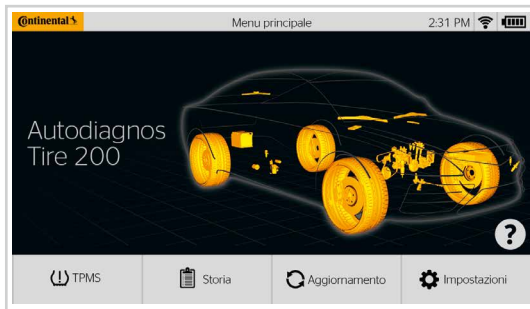 Continental
Menu principale
2:31 PM
Autodiagnos
Tire 200
?
TPMS
Storia
Aggiornamento
Impostazioni